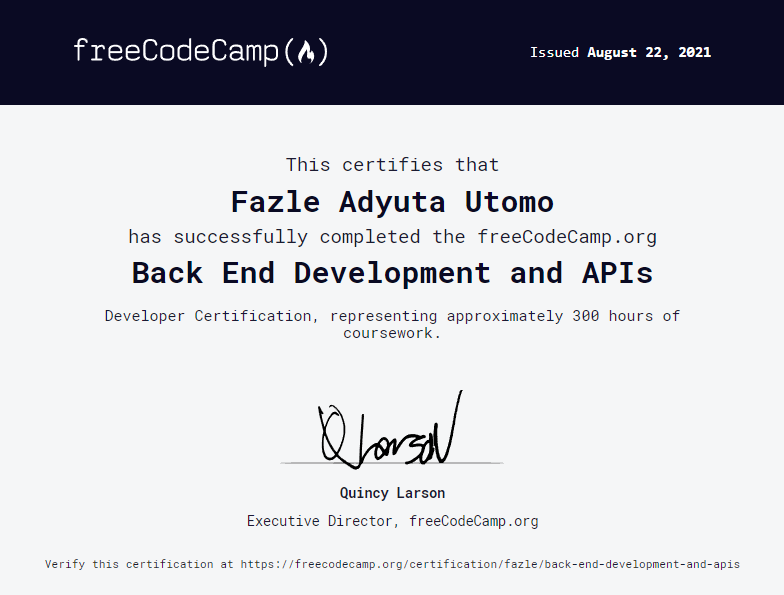 freeCodeCamp(🔥)
Issued August 22, 2021
This certifies that
Fazle Adyuta Utomo
has successfully completed the freeCodeCamp.org
Back End Development and APIs
Developer Certification, representing approximately 300 hours of
coursework.
QLarson
Quincy Larson
Executive Director, freeCodeCamp.org
Verify this certification at https://freecodecamp.org/certification/fazle/back-end-development-and-apis